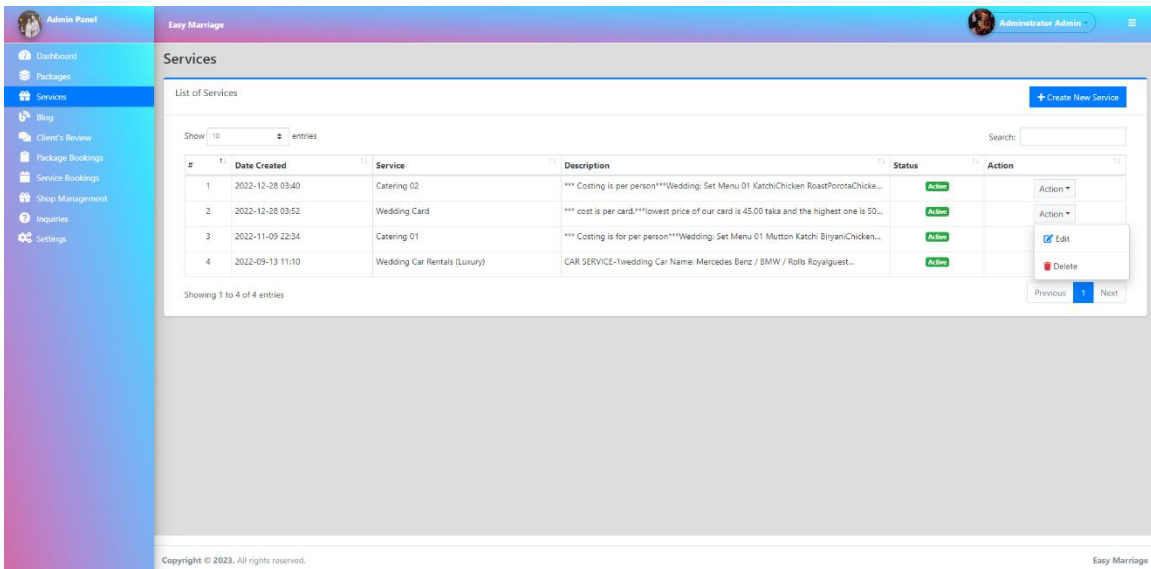 Admin Panel
Easy Marriage
Adminstrator Admin
Dashboard
Packages
Services
Blog
Client's Review
Package Bookings
Service Bookings
Shop Management
Inquiries
Settings
Services
List of Services
+ Create New Service
Show 10 entries
Search:
# Date Created Service Description Status Action
1 2022-12-28 03:40 Catering 02 *** Costing is per person***Wedding: Set Menu 01 KatchiChicken RoastPorotaChicke... Active Action
2 2022-12-28 03:52 Wedding Card *** cost is per card.***lowest price of our card is 45.00 taka and the highest one is 50... Active Action
3 2022-11-09 22:34 Catering 01 *** Costing is for per person***Wedding: Set Menu 01 Mutton Katchi BiryaniChicken... Active
Edit
4 2022-09-13 11:10 Wedding Car Rentals (Luxury) CAR SERVICE-1wedding Car Name: Mercedes Benz / BMW / Rolls Royalguest... Active
Delete
Showing 1 to 4 of 4 entries
Previous 1 Next
Copyright © 2023. All rights reserved.
Easy Marriage